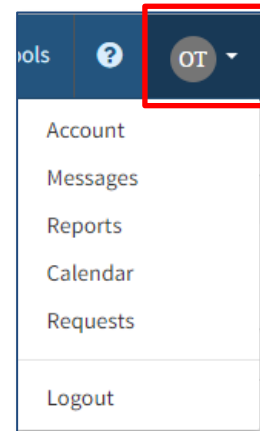 ools ? OT
Account
Messages
Reports
Calendar
Requests
Logout